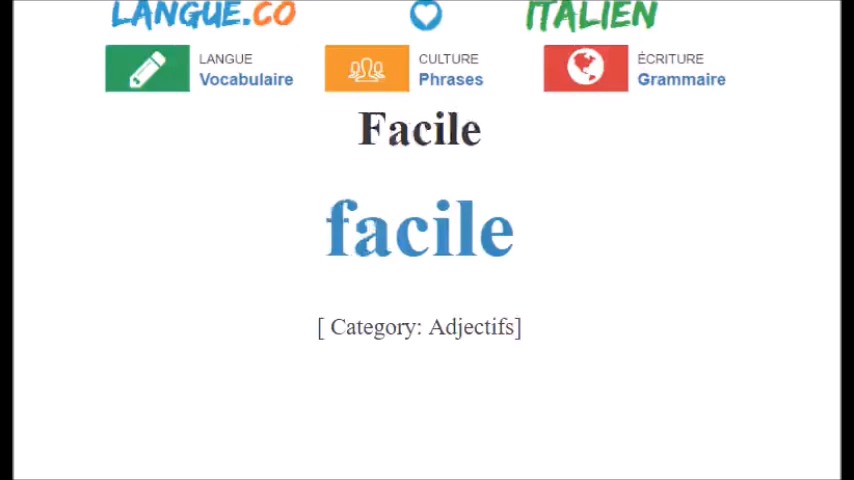 LANGUE.CO ITALIEN
LANGUE CULTURE ÉCRITURE
Vocabulaire Phrases Grammaire
Facile
facile
[ Category: Adjectifs]